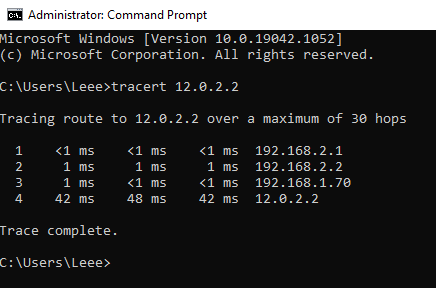 Administrator: Command Prompt
Microsoft Windows [Version 10.0.19042.1052]
(c) Microsoft Corporation. All rights reserved.
C:\Users\Leee>tracert 12.0.2.2
Tracing route to 12.0.2.2 over a maximum of 30 hops
1 <1 ms <1 ms <1 ms 192.168.2.1
2 1 ms 1 ms 1 ms 192.168.2.2
3 1 ms <1 ms <1 ms 192.168.1.70
4 42 ms 48 ms 42 ms 12.0.2.2
Trace complete.
C:\Users\Leee>